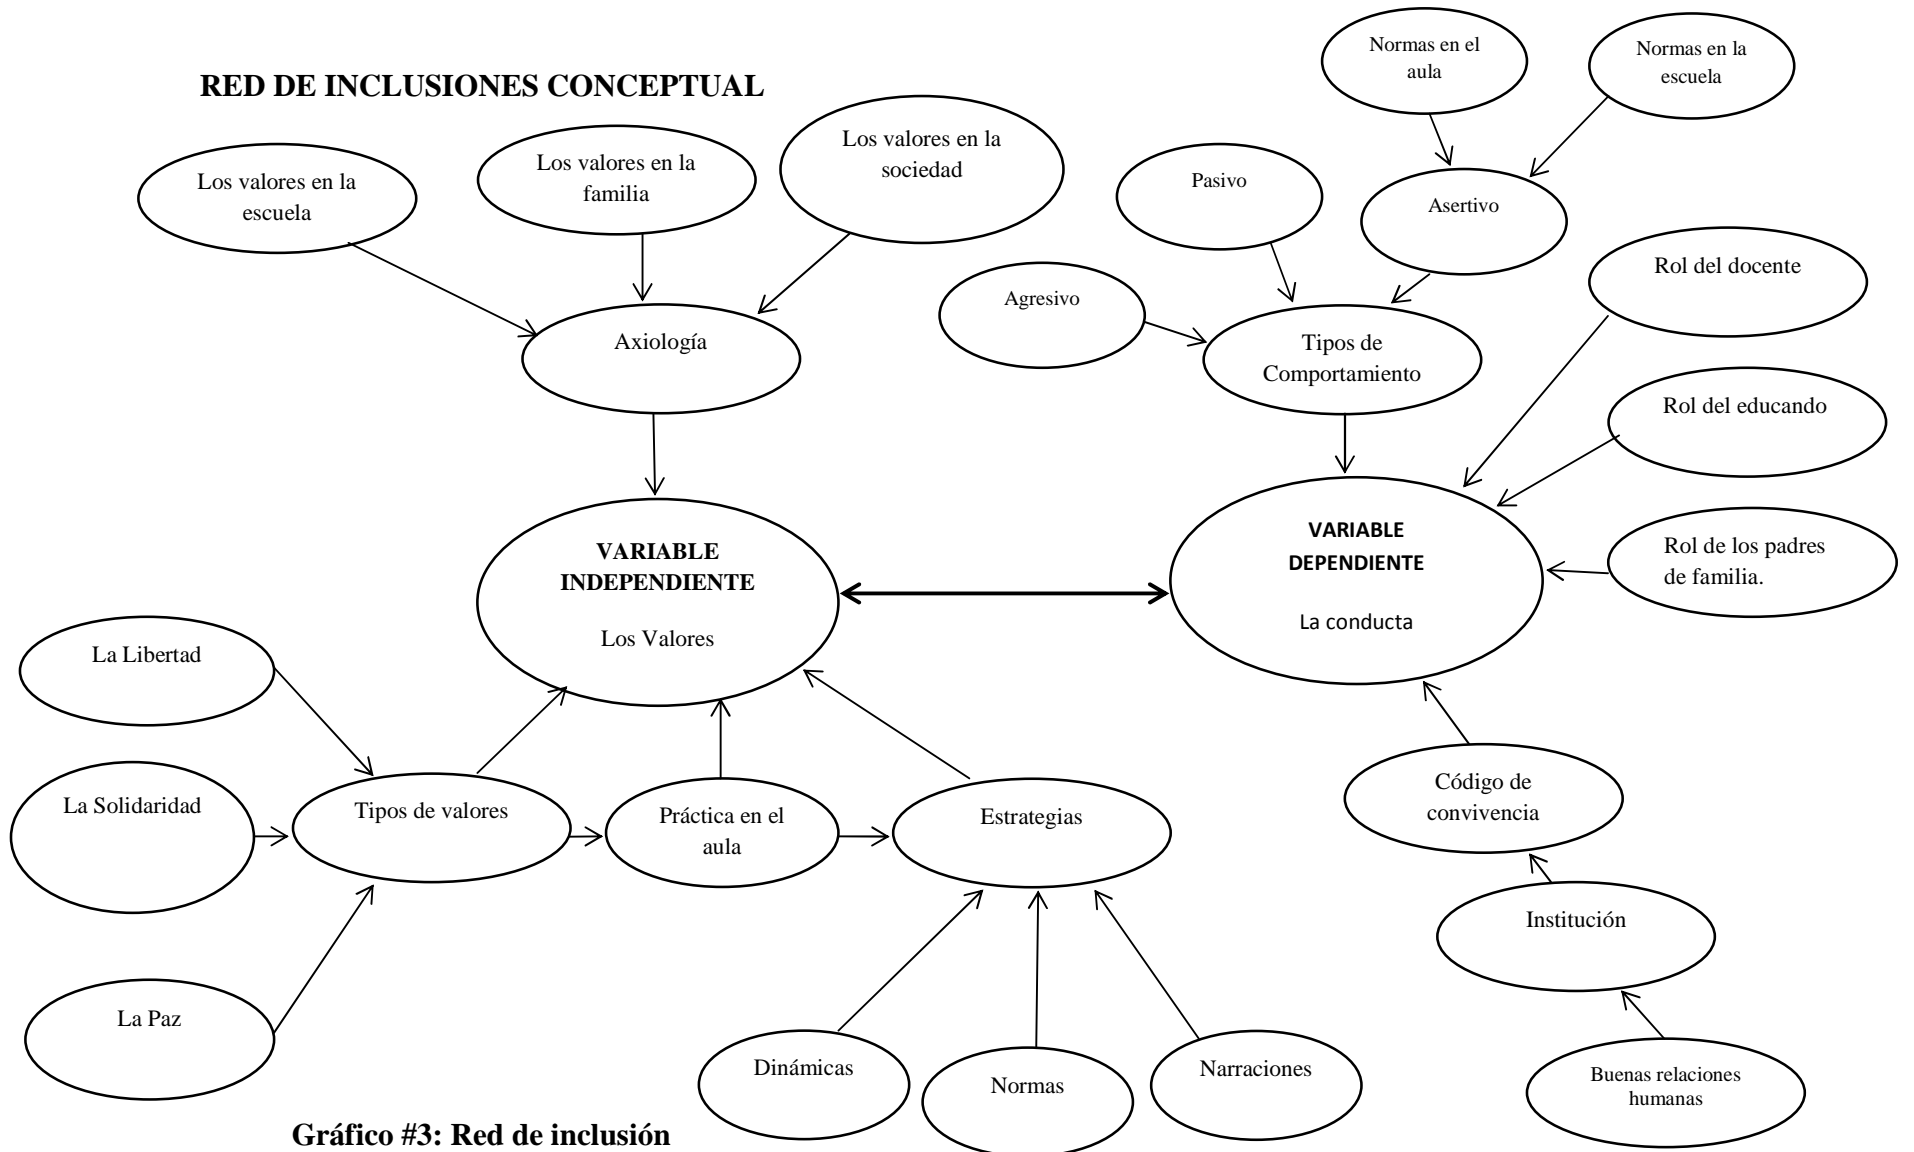 RED DE INCLUSIONES CONCEPTUAL
Normas en el
aula
Normas en la
escuela
Los valores en la
escuela
Los valores en la
familia
Los valores en la
sociedad
Pasivo
Asertivo
Agresivo
Rol del docente
Axiología
Tipos de
Comportamiento
Rol del educando
VARIABLE
INDEPENDIENTE
Los Valores
VARIABLE
DEPENDIENTE
La conducta
Rol de los padres
de familia.
La Libertad
La Solidaridad
Tipos de valores
Práctica en el
aula
Estrategias
Código de
convivencia
Institución
La Paz
Dinámicas
Normas
Narraciones
Buenas relaciones
humanas
Gráfico #3: Red de inclusión